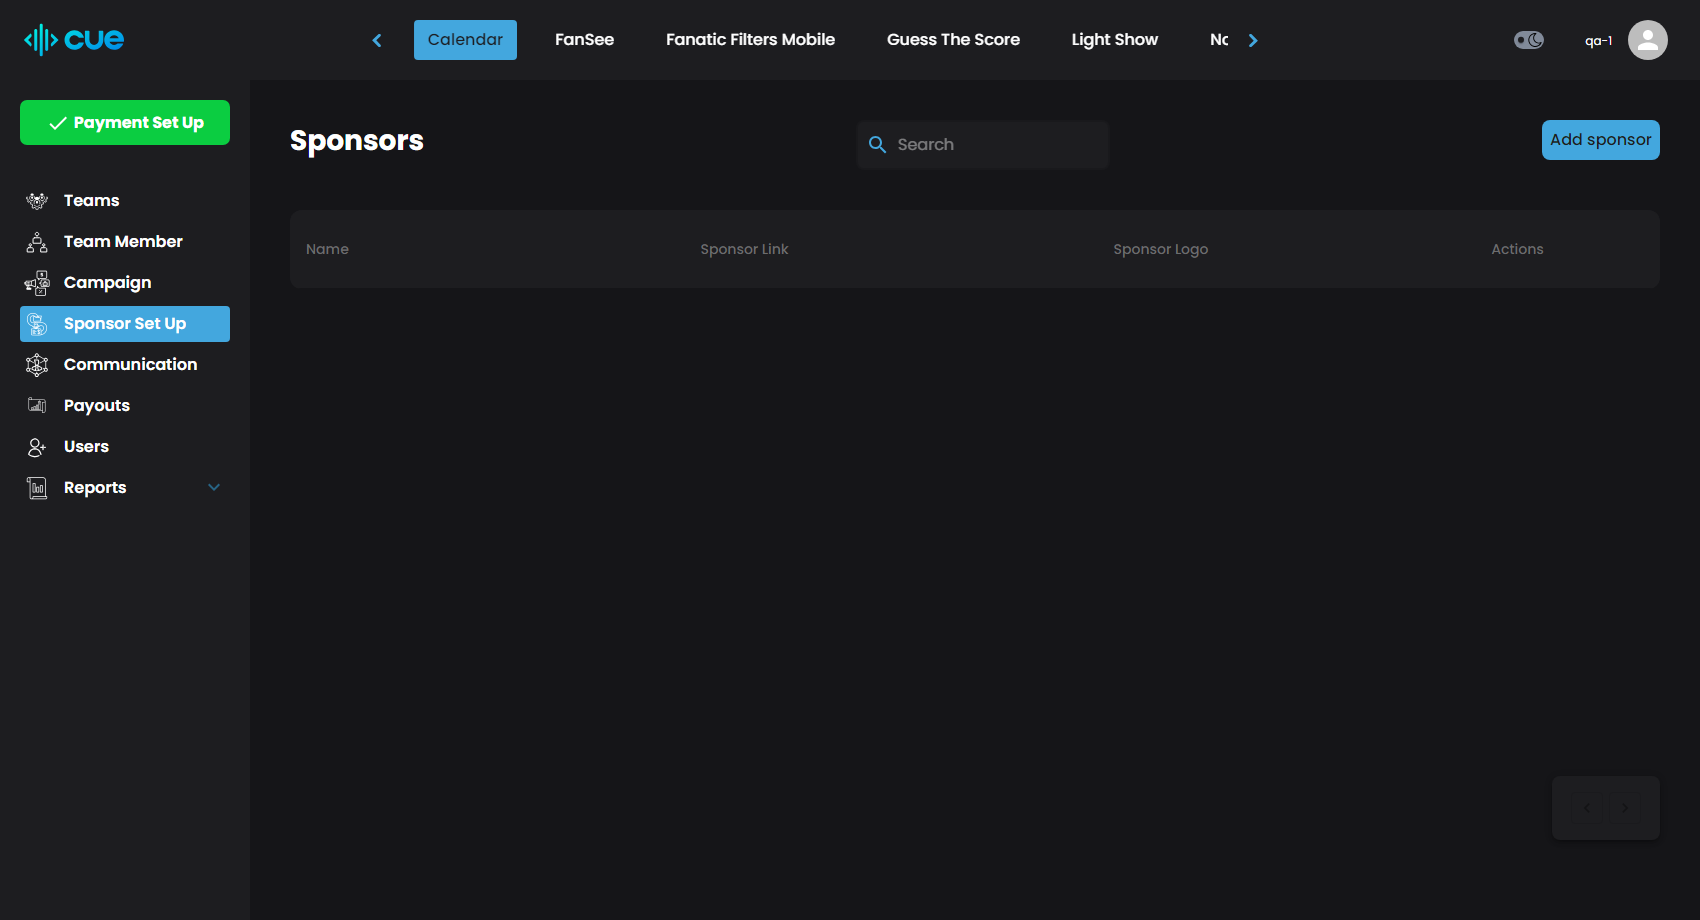 cue
Calendar
FanSee
Fanatic Filters Mobile
Guess The Score
Light Show
qa-1
Payment Set Up
Teams
Team Member
Campaign
Sponsor Set Up
Communication
Payouts
Users
Reports
Sponsors
Search
Add sponsor
Name
Sponsor Link
Sponsor Logo
Actions